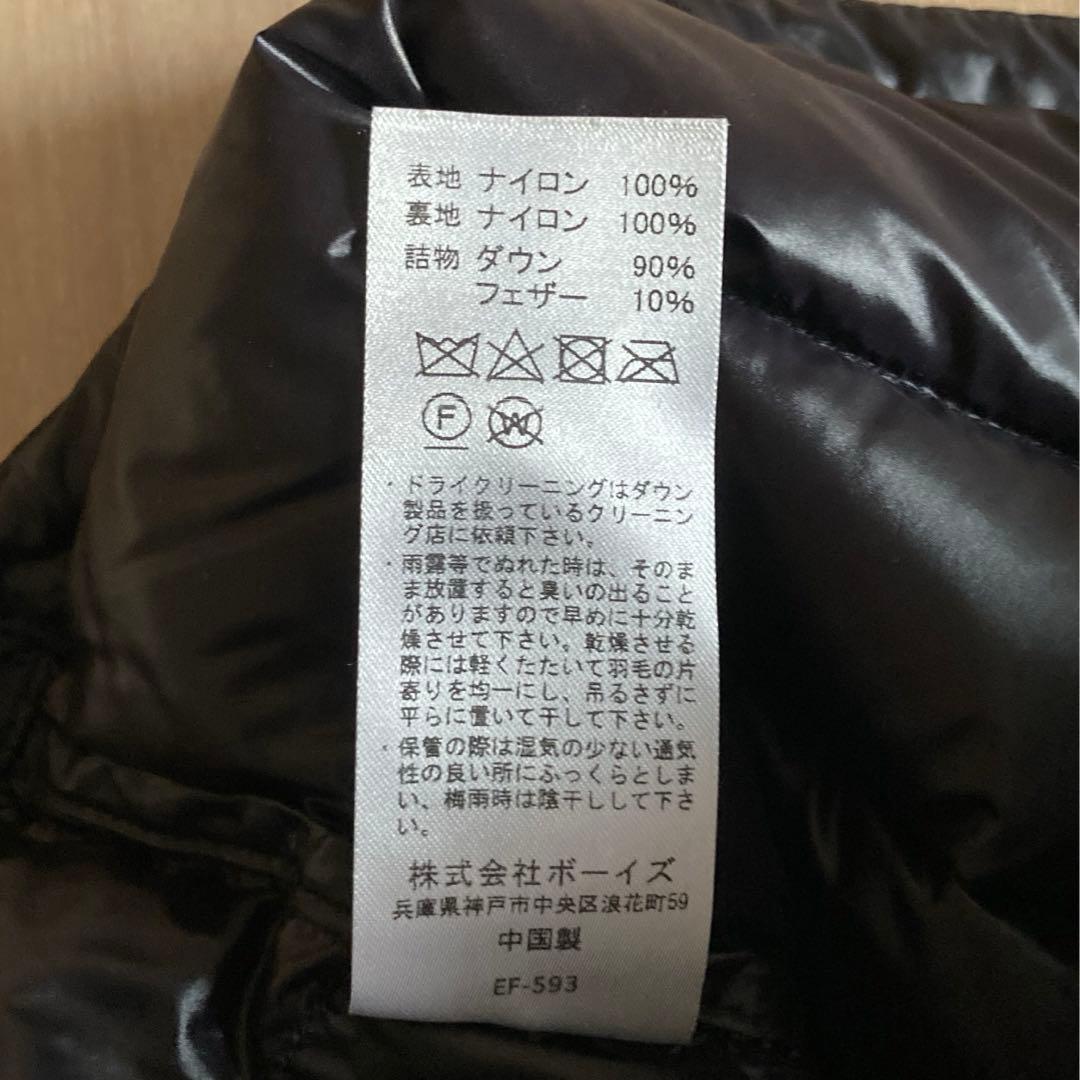 表地 ナイロン 100%
裏地 ナイロン 100%
詰物 ダウン 90%
フェザー 10%
F W
・ドライクリーニングはダウン
製品を扱っているクリーニン
グ店に依頼下さい。
・雨露等でぬれた時は、そのま
ま放置すると臭いの出ること
がありますので早めに十分乾
燥させて下さい。乾燥させる
際には軽くたたいて羽毛の片
寄りを均一にし、吊るさずに
平らに置いて干して下さい。
・保管の際は湿気の少ない通気
性の良い所にふっくらとしま
い、梅雨時は陰干しして下さ
い。
株式会社ボーイズ
兵庫県神戸市中央区浪花町59
中国製
EF-593